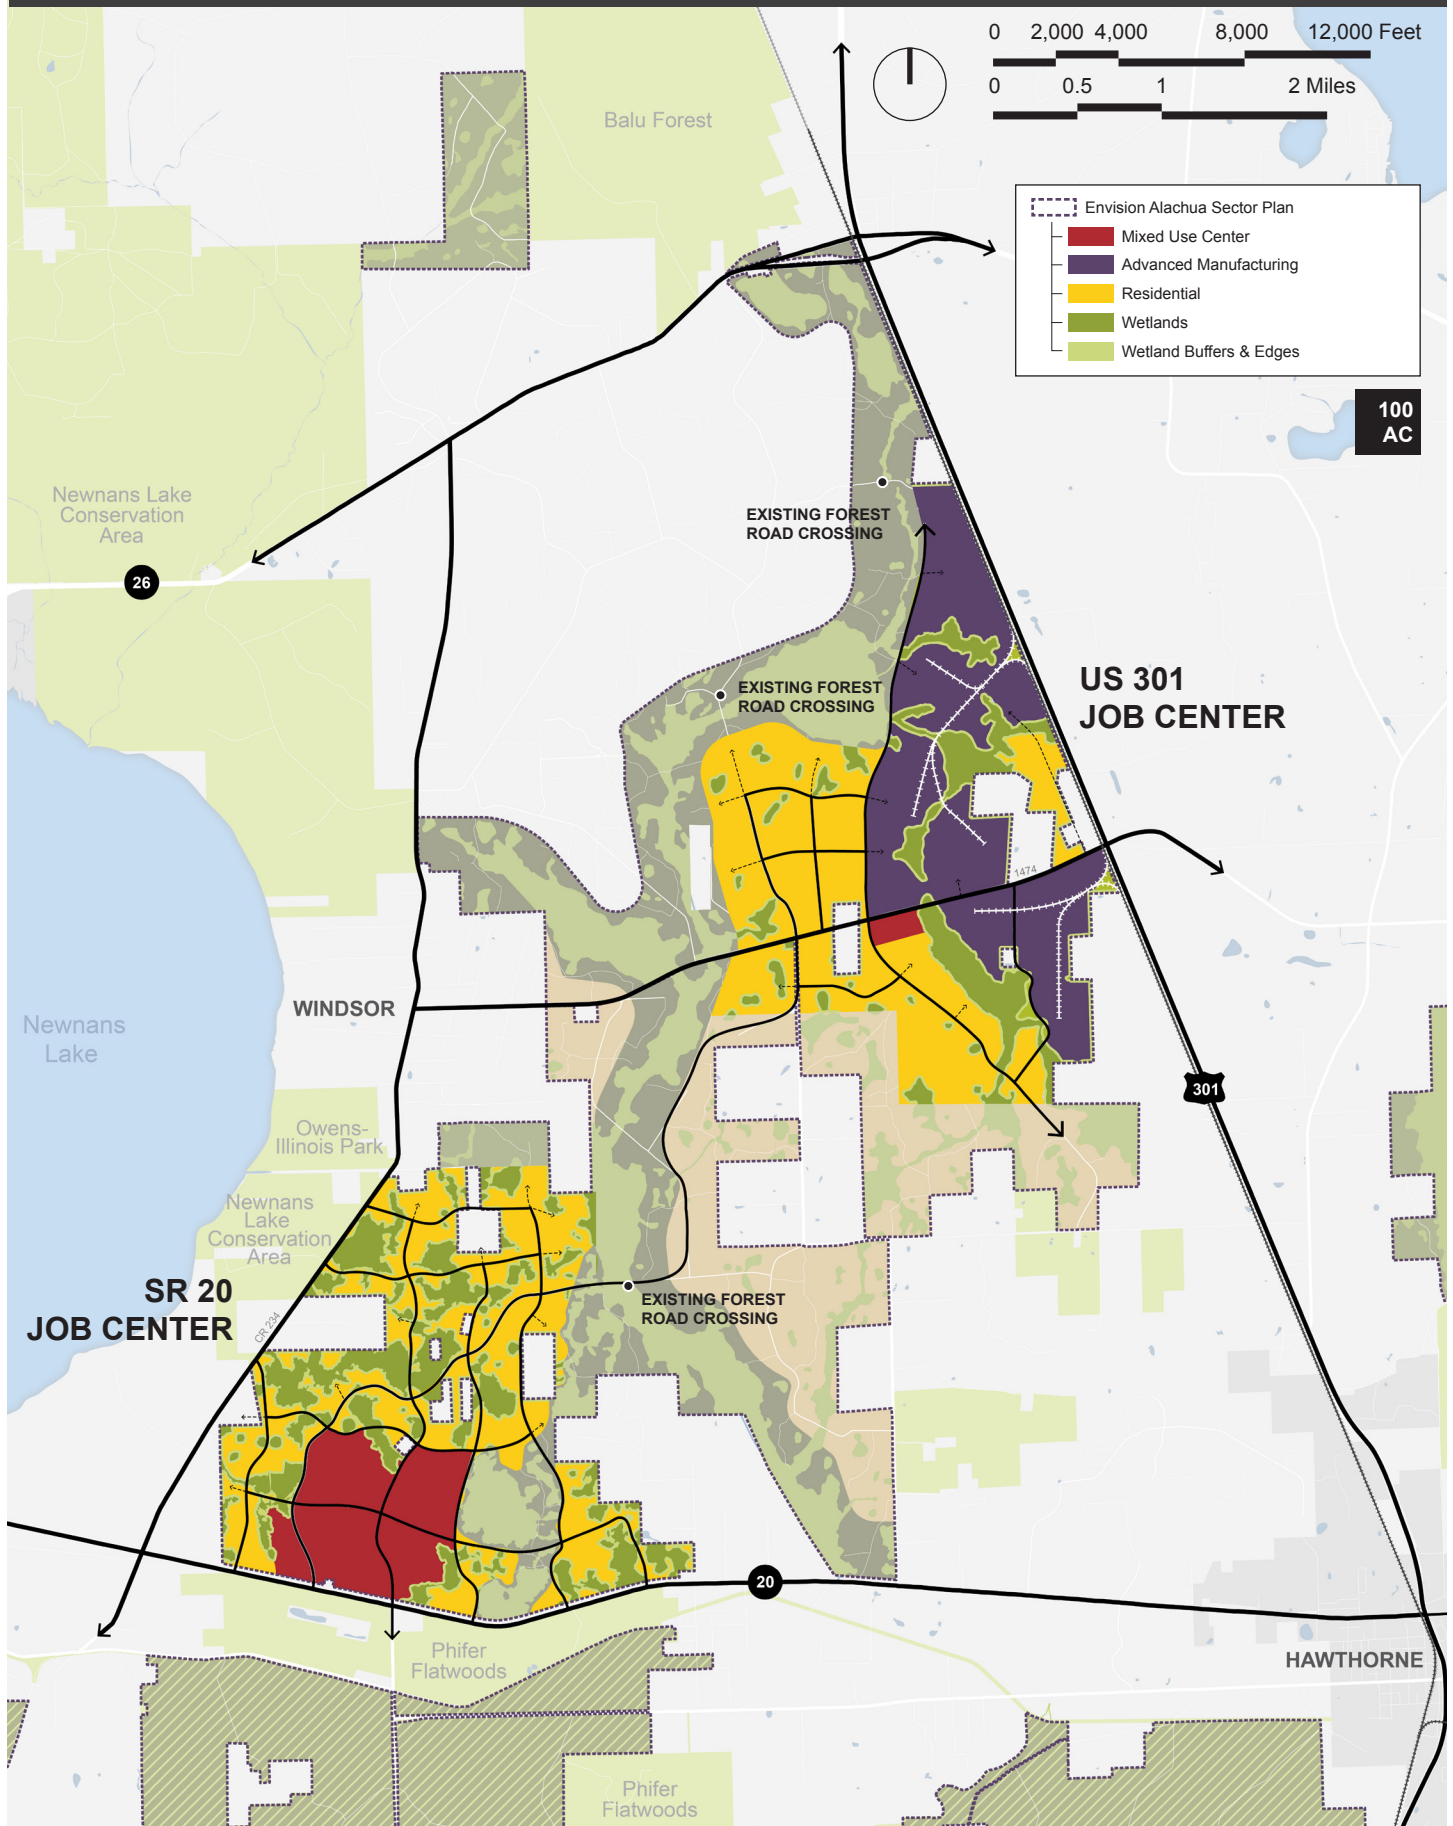 0 2,000 4,000 8,000 12,000 Feet
0 0.5 1 2 Miles
Balu Forest
Envision Alachua Sector Plan
Mixed Use Center
Advanced Manufacturing
Residential
Wetlands
Wetland Buffers & Edges
100
AC
Newnans Lake
Conservation
Area
26
EXISTING FOREST
ROAD CROSSING
EXISTING FOREST
ROAD CROSSING
US 301
JOB CENTER
1474
WINDSOR
Newnans
Lake
301
Owens-
Illinois Park
Newnans
Lake
Conservation
Area
SR 20
JOB CENTER
CR 234
EXISTING FOREST
ROAD CROSSING
20
Phifer
Flatwoods
HAWTHORNE
Phifer
Flatwoods